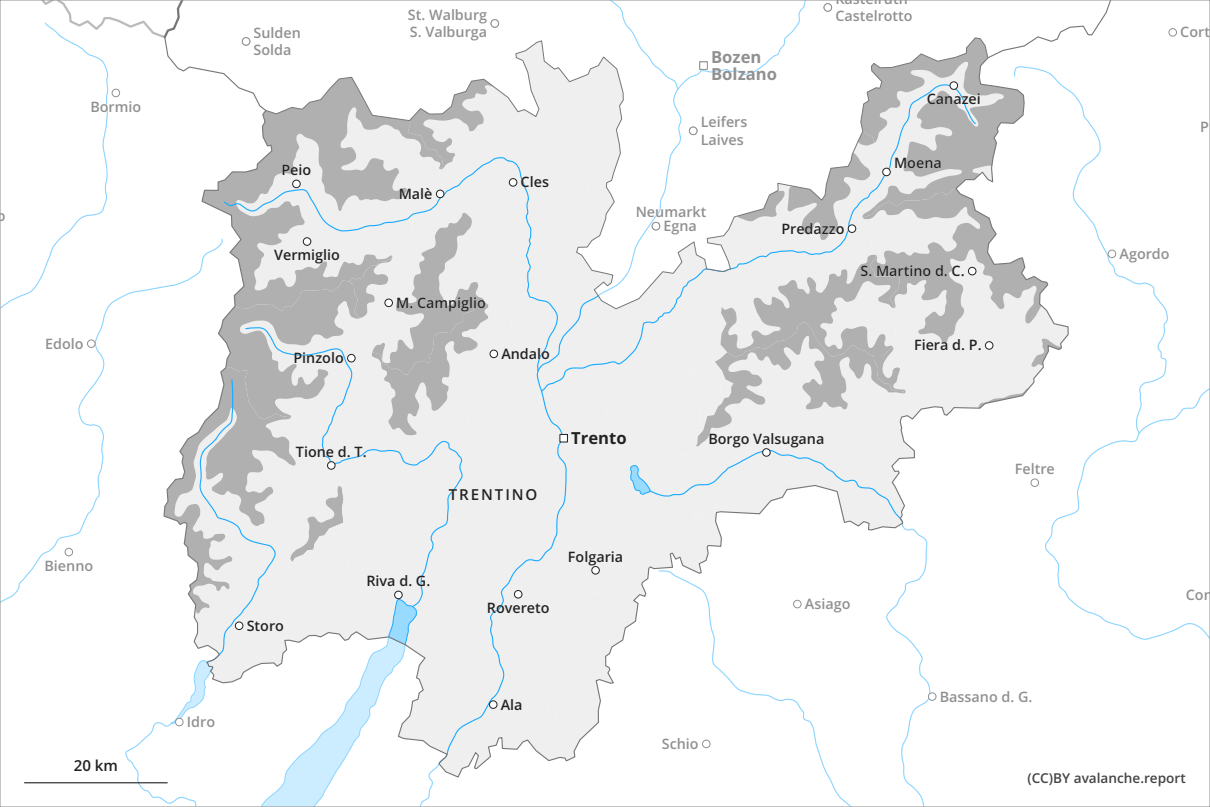 Kastelruth
Castelrotto
St. Walburg
S. Valburga
Sulden
Solda
Cort
Bozen
Bolzano
Bormio
Canazei
Leifers
Laives
P
Moena
Peio
Malè
Cles
Neumarkt
Egna
Predazzo
Vermiglio
Agordo
S. Martino d. C.
M. Campiglio
Edolo
Pinzolo
Andalo
Fiera d. P.
Trento
Borgo Valsugana
Tione d. T.
Feltre
TRENTINO
Bienno
Folgaria
Riva d. G.
Rovereto
Asiago
Cor
Storo
Bassano d. G.
Ala
Idro
Schio
20 km
(CC)BY avalanche.report